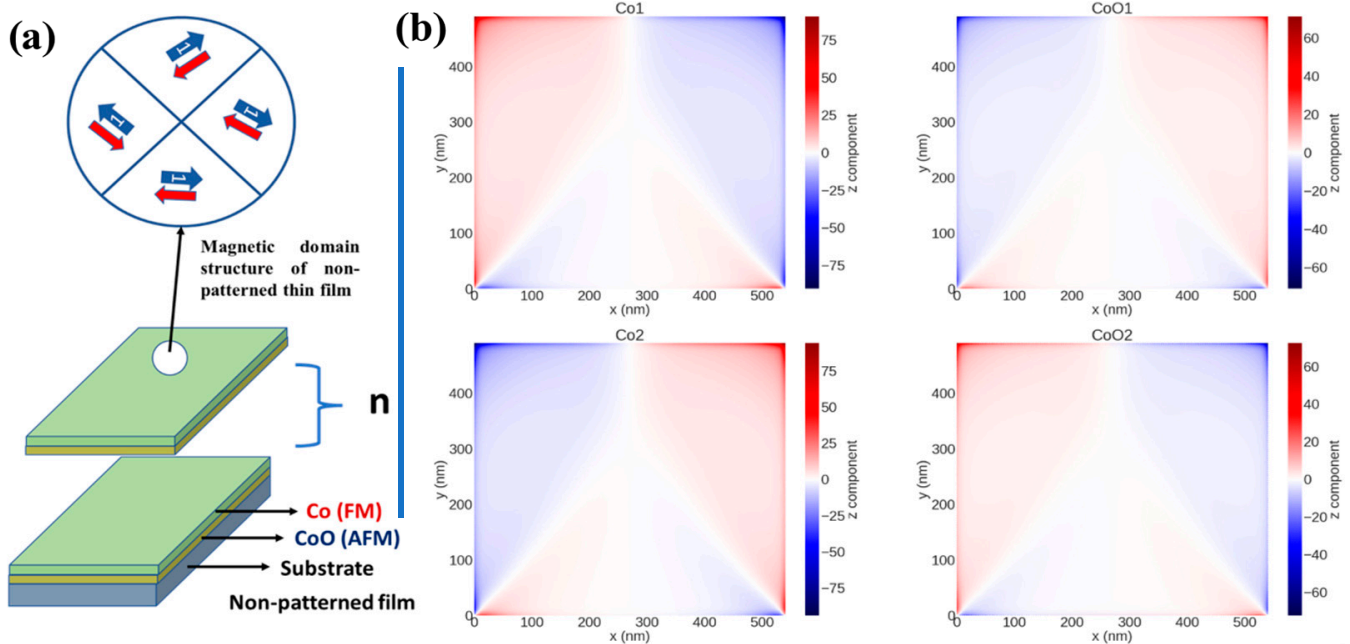 (a)
1
1
1
1
Magnetic domain
structure of non-
patterned thin film
n
Co (FM)
CoO (AFM)
Substrate
Non-patterned film
(b)
Co1
400
300
200
100
0
y (nm)
0 100 200 300 400 500
x (nm)
75
50
25
0
−25
−50
−75
z component
CoO1
400
300
200
100
0
y (nm)
0 100 200 300 400 500
x (nm)
60
40
20
0
−20
−40
−60
z component
Co2
400
300
200
100
0
y (nm)
0 100 200 300 400 500
x (nm)
75
50
25
0
−25
−50
−75
z component
CoO2
400
300
200
100
0
y (nm)
0 100 200 300 400 500
x (nm)
60
40
20
0
−20
−40
−60
z component